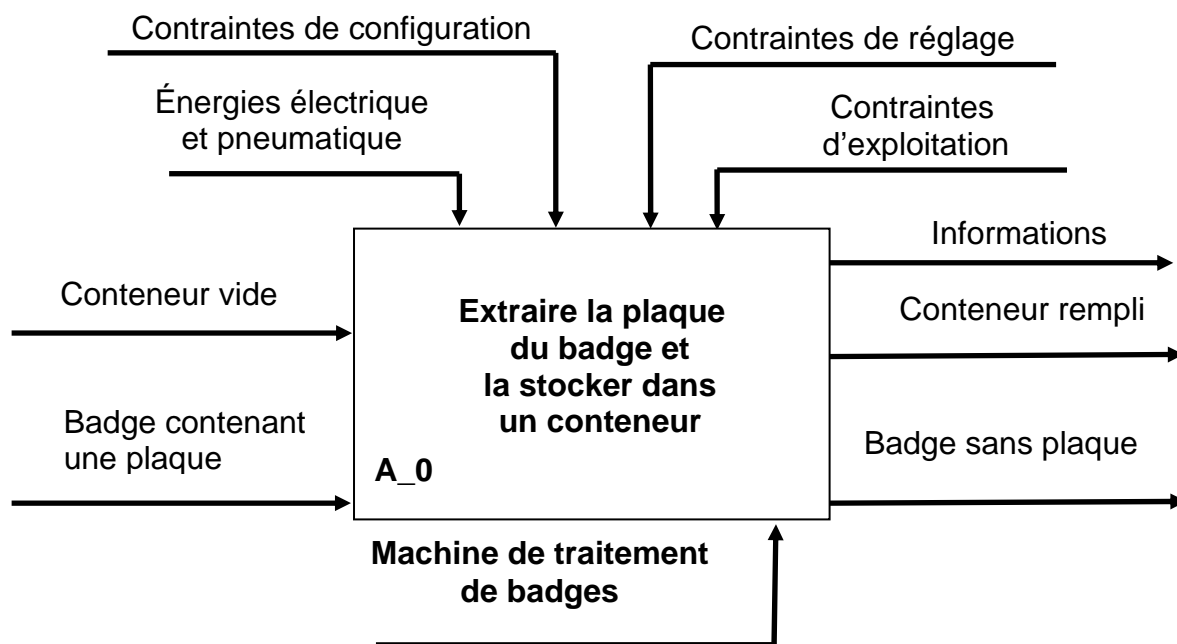 Contraintes de configuration
Contraintes de réglage
Énergies électrique
et pneumatique
Contraintes
d’exploitation
Informations
Conteneur vide
Conteneur rempli
Extraire la plaque
du badge et
la stocker dans
un conteneur
Badge contenant
une plaque
Badge sans plaque
A_0
Machine de traitement
de badges